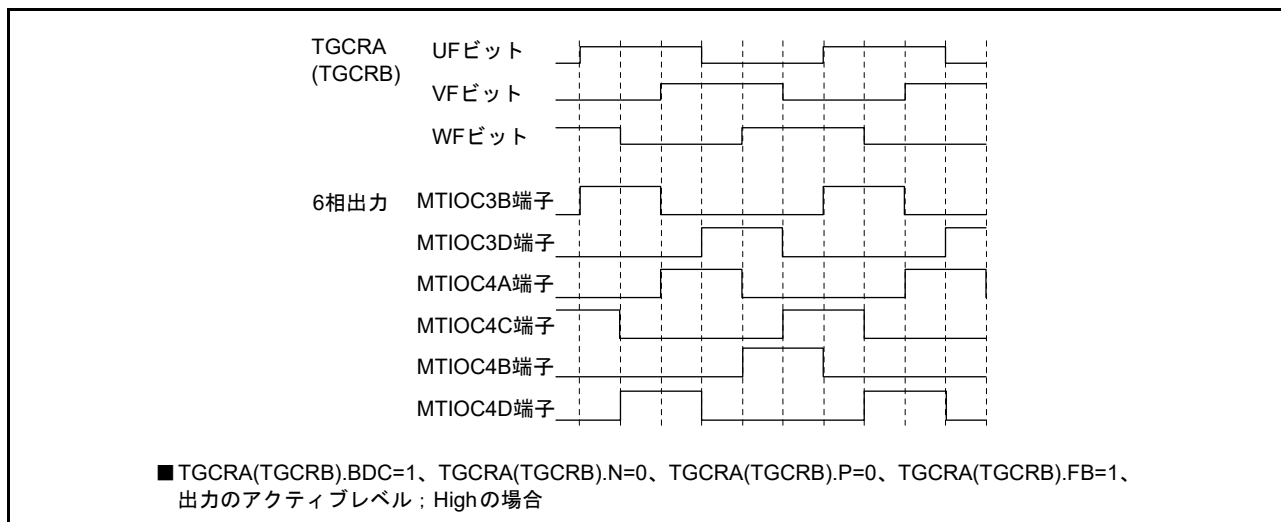 TGCRA
(TGCRB)
UFビット
VFビット
WFビット
6相出力
MTIOC3B端子
MTIOC3D端子
MTIOC4A端子
MTIOC4C端子
MTIOC4B端子
MTIOC4D端子
■ TGCRA(TGCRB).BDC=1、TGCRA(TGCRB).N=0、TGCRA(TGCRB).P=0、TGCRA(TGCRB).FB=1、
出力のアクティブレベル ; Highの場合